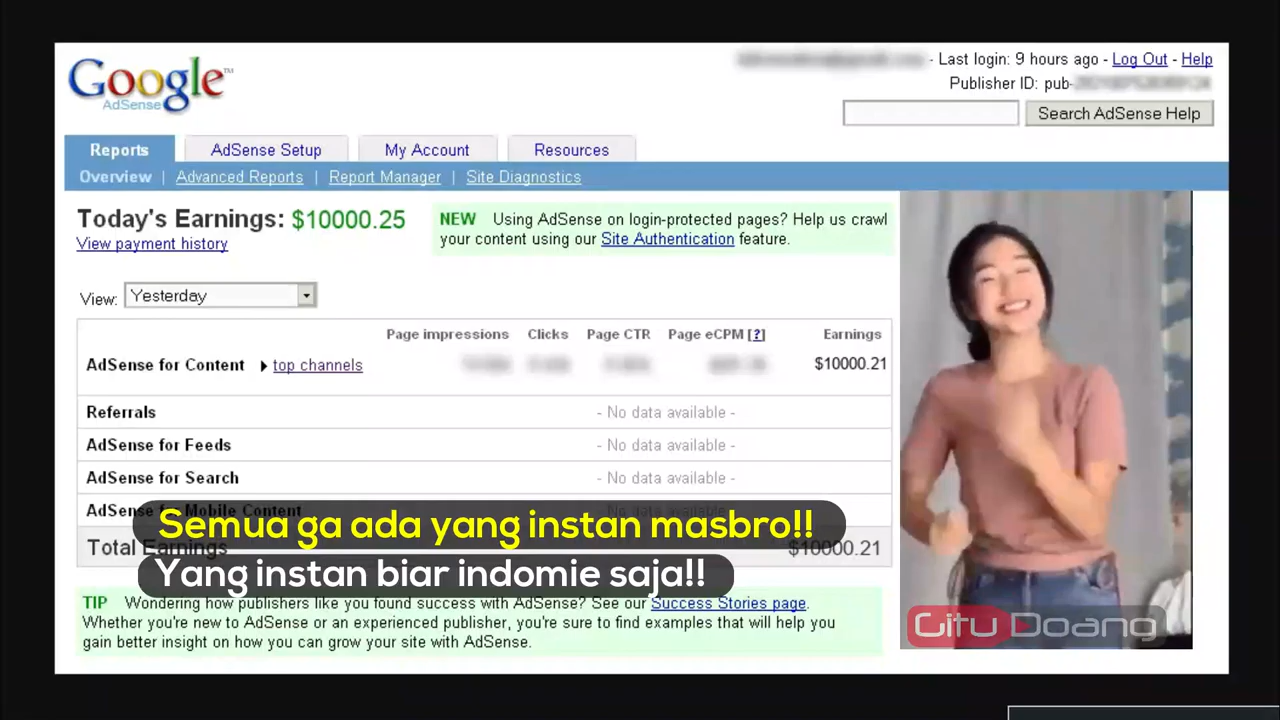 Google™
AdSense
- Last login: 9 hours ago - Log Out - Help
Publisher ID: pub-
Search AdSense Help
Reports AdSense Setup My Account Resources
Overview | Advanced Reports | Report Manager | Site Diagnostics
Today's Earnings: $10000.25
View payment history
NEW Using AdSense on login-protected pages? Help us crawl
your content using our Site Authentication feature.
View: Yesterday
Page impressions Clicks Page CTR Page eCPM [?] Earnings
AdSense for Content top channels $10000.21
Referrals - No data available -
AdSense for Feeds - No data available -
AdSense for Search - No data available -
AdSense for Mobile Content
Semua ga ada yang instan masbro!!
Total Earnings $10000.21
Yang instan biar indomie saja!!
TIP Wondering how publishers like you found success with AdSense? See our Success Stories page.
Whether you're new to AdSense or an experienced publisher, you're sure to find examples that will help you
gain better insight on how you can grow your site with AdSense.
Gitu Doang